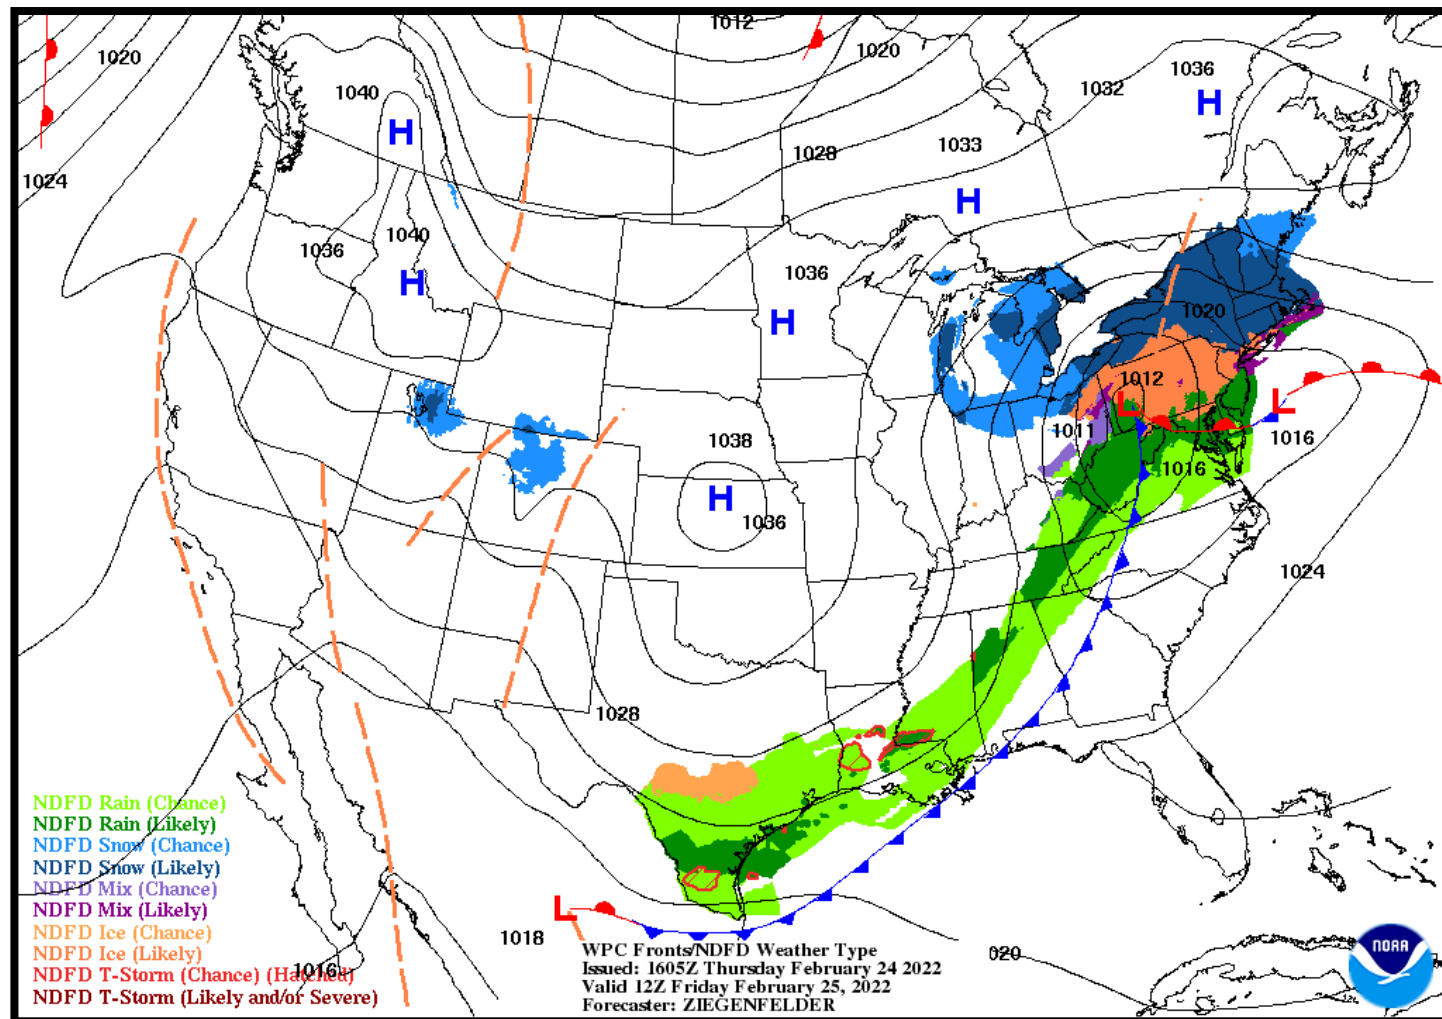 1012
1020
1020
1036
1040
1032
H
H
1033
1028
1024
H
1040
1036
1036
H
H
1020
1012
L
L
1011
1038
1016
1016
H
1036
1024
1028
NDFD Rain (Chance)
NDFD Rain (Likely)
NDFD Snow (Chance)
NDFD Snow (Likely)
NDFD Mix (Chance)
NDFD Mix (Likely)
NDFD Ice (Chance)
NDFD Ice (Likely)
NDFD T-Storm (Chance) (Hatched)
NDFD T-Storm (Likely and/or Severe)
L
1018
1016
020
WPC Fronts/NDFD Weather Type
Issued: 1605Z Thursday February 24 2022
Valid 12Z Friday February 25, 2022
Forecaster: ZIEGENFELDER
NOAA